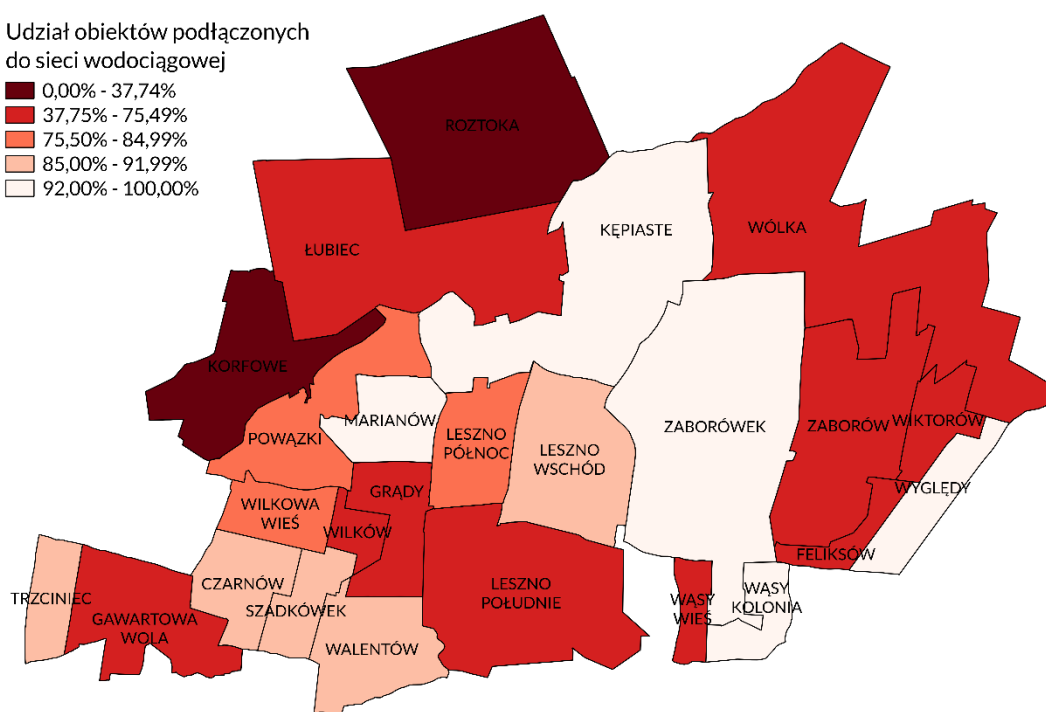 Udział obiektów podłączonych
do sieci wodociągowej
0,00% - 37,74%
37,75% - 75,49%
75,50% - 84,99%
85,00% - 91,99%
92,00% - 100,00%
ROZTOKA
KĘPIASTE
WÓLKA
ŁUBIEC
KORFOWE
MARIANÓW
ZABORÓWEK
ZABORÓW
WIKTORÓW
POWĄZKI
LESZNO
PÓŁNOC
LESZNO
WSCHÓD
GRĄDY
WYGLĘDY
WILKOWA
WIEŚ
WILKÓW
FELIKSÓW
TRZCINIEC
CZARNÓW
SZADKÓWEK
LESZNO
POŁUDNIE
WĄSY
WIEŚ
WĄSY
KOLONIA
GAWARTOWA
WOLA
WALENTÓW